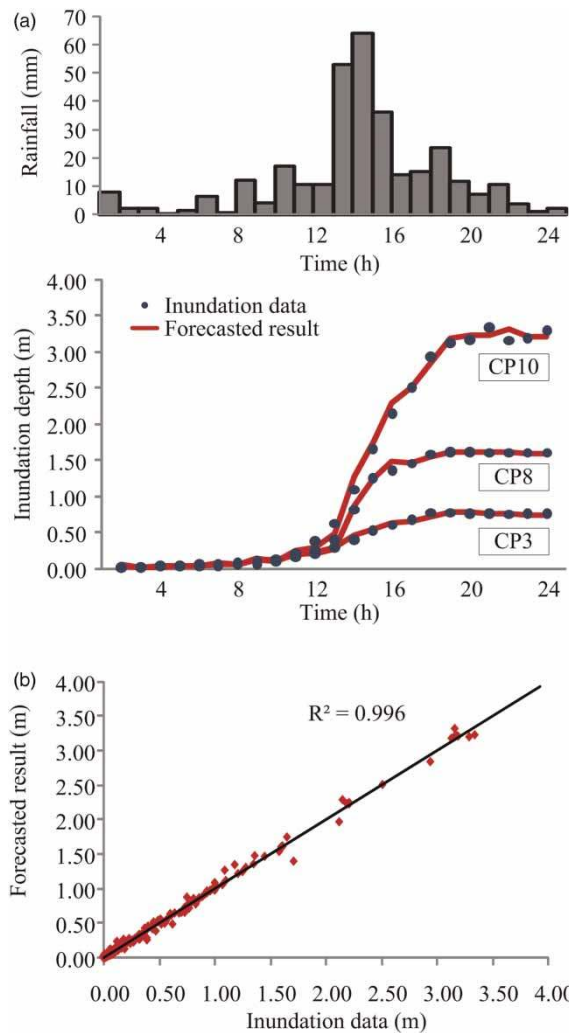 (a)
70
60
50
40
30
20
10
0
Rainfall (mm)
4 8 12 16 20 24
Time (h)
Inundation data
Forecasted result
3.50
3.00
2.50
2.00
1.50
1.00
0.50
0.00
Inundation depth (m)
CP10
CP8
CP3
4 8 12 16 20 24
Time (h)
(b)
4.00
3.50
3.00
2.50
2.00
1.50
1.00
0.50
0.00
Forecasted result (m)
R² = 0.996
0.00 0.50 1.00 1.50 2.00 2.50 3.00 3.50 4.00
Inundation data (m)